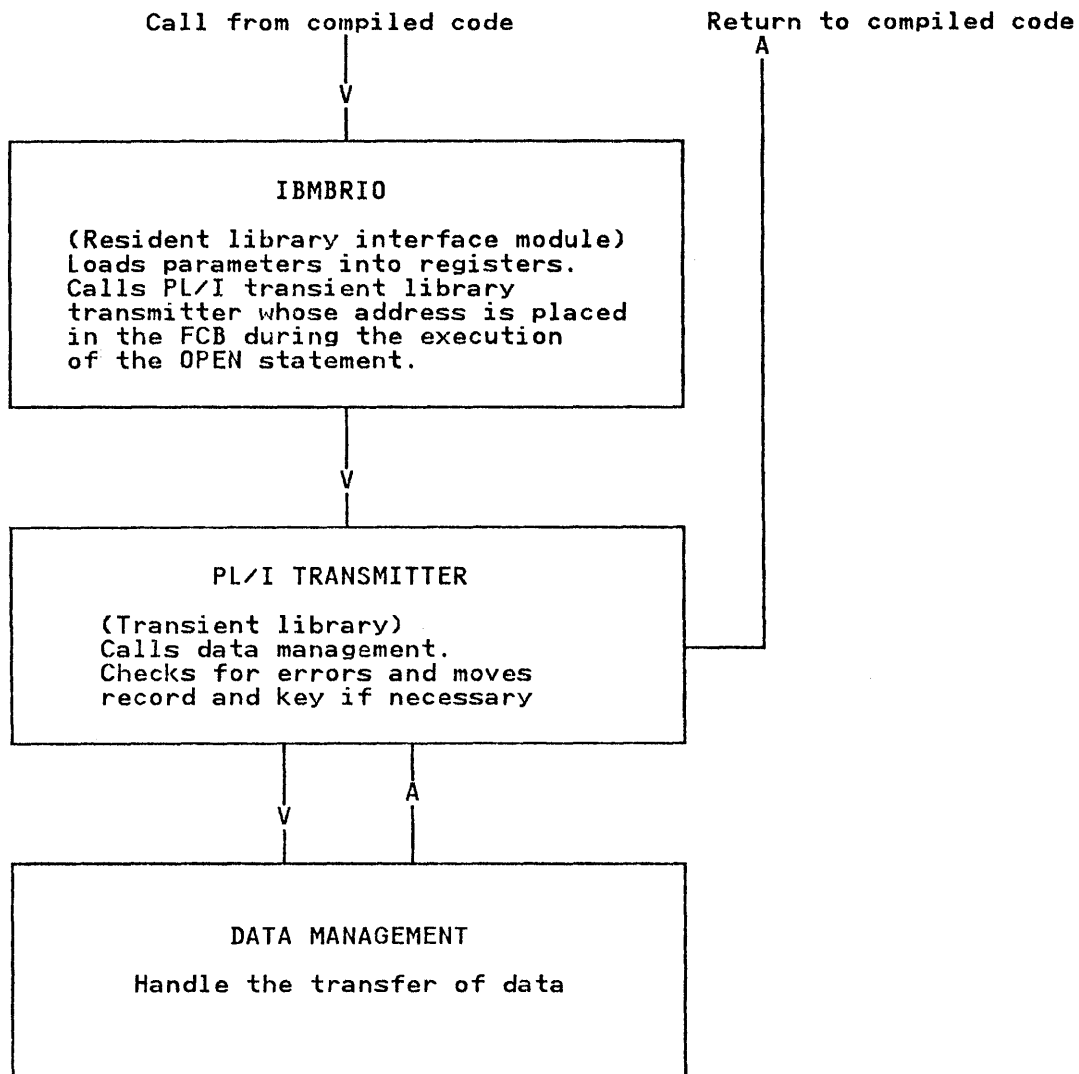 Call from compiled code
Return to compiled code
A
V
IBMBRIO
(Resident library interface module)
Loads parameters into registers.
Calls PL/I transient library
transmitter whose address is placed
in the FCB during the execution
of the OPEN statement.
V
PL/I TRANSMITTER
(Transient library)
Calls data management.
Checks for errors and moves
record and key if necessary
A
V
DATA MANAGEMENT
Handle the transfer of data